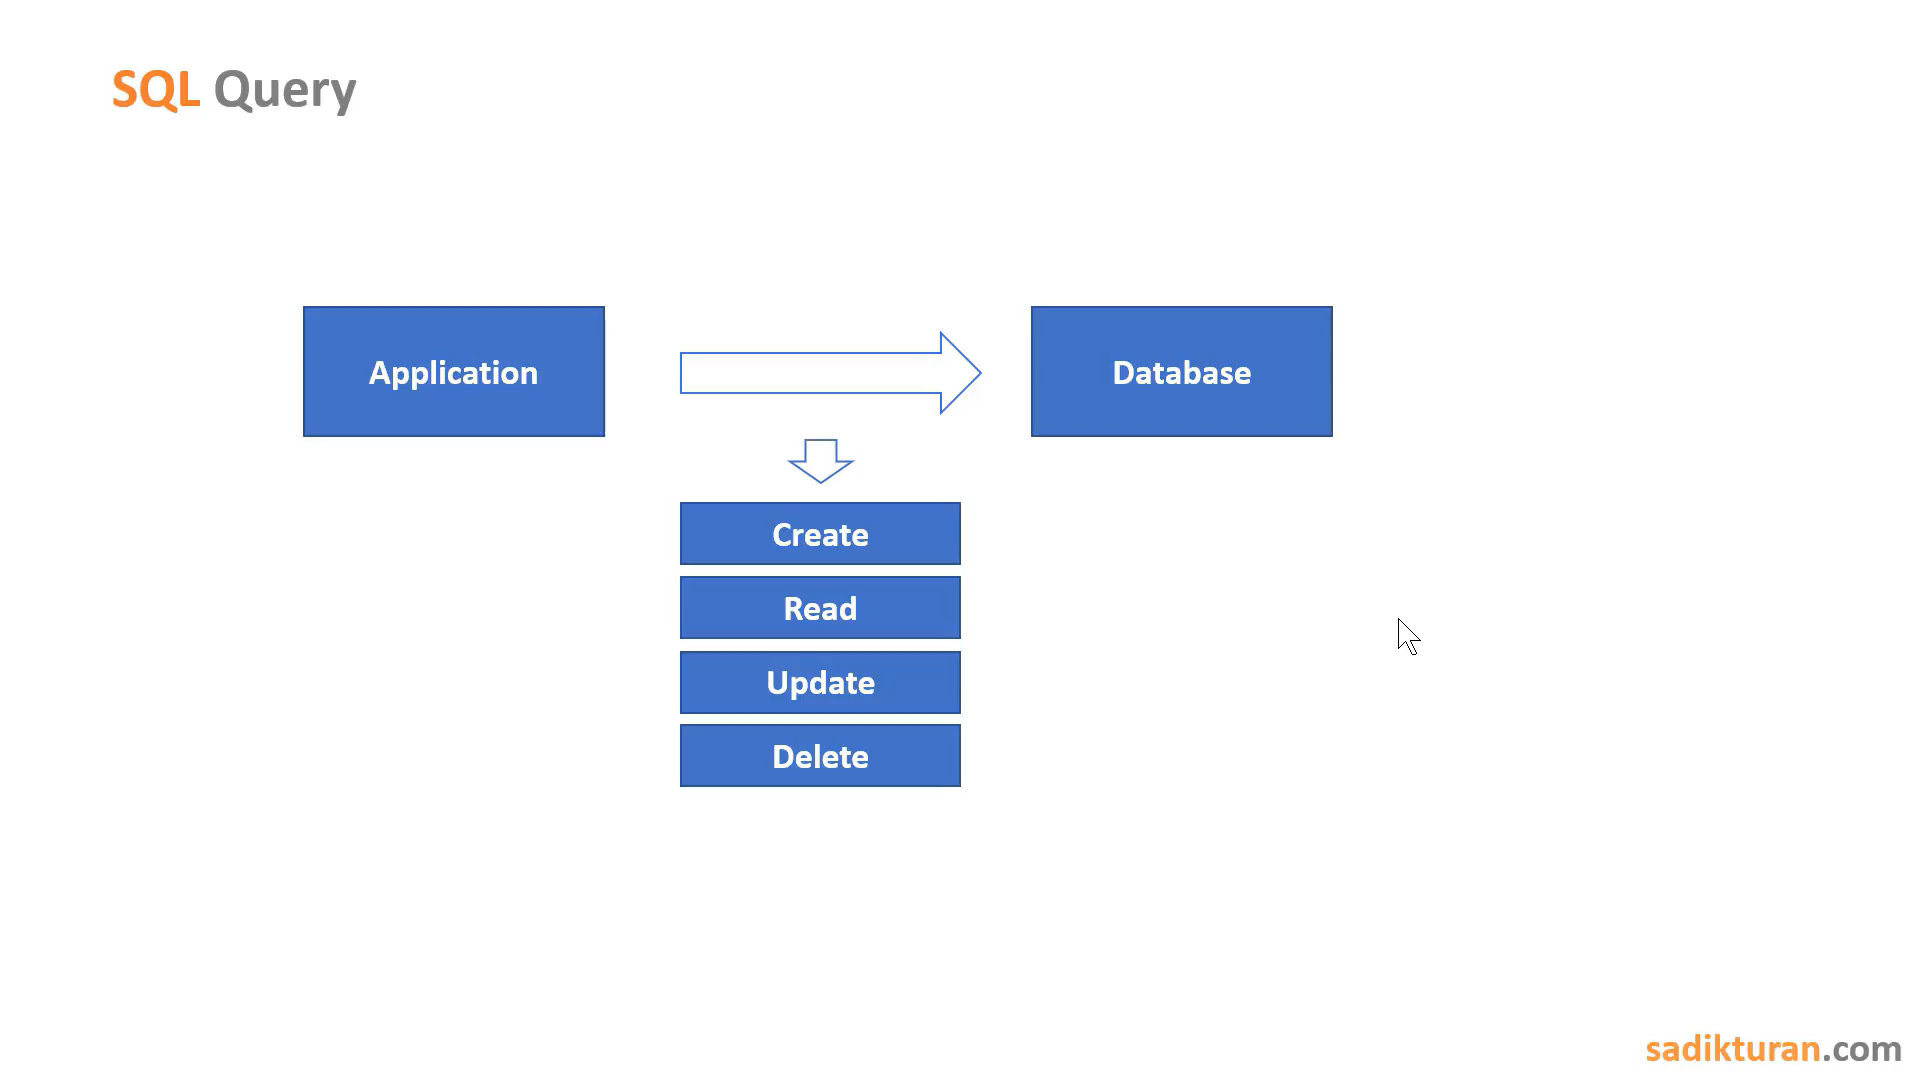 SQL Query
Application
Database
Create
Read
Update
Delete
sadikturan.com